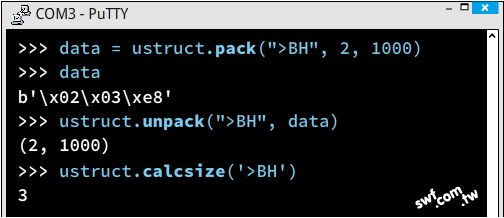 COM3 - PuTTY
>>> data = ustruct.pack(">BH", 2, 1000)
>>> data
b'\x02\x03\xe8'
>>> ustruct.unpack(">BH", data)
(2, 1000)
>>> ustruct.calcsize('>BH')
3
swf.com.tw